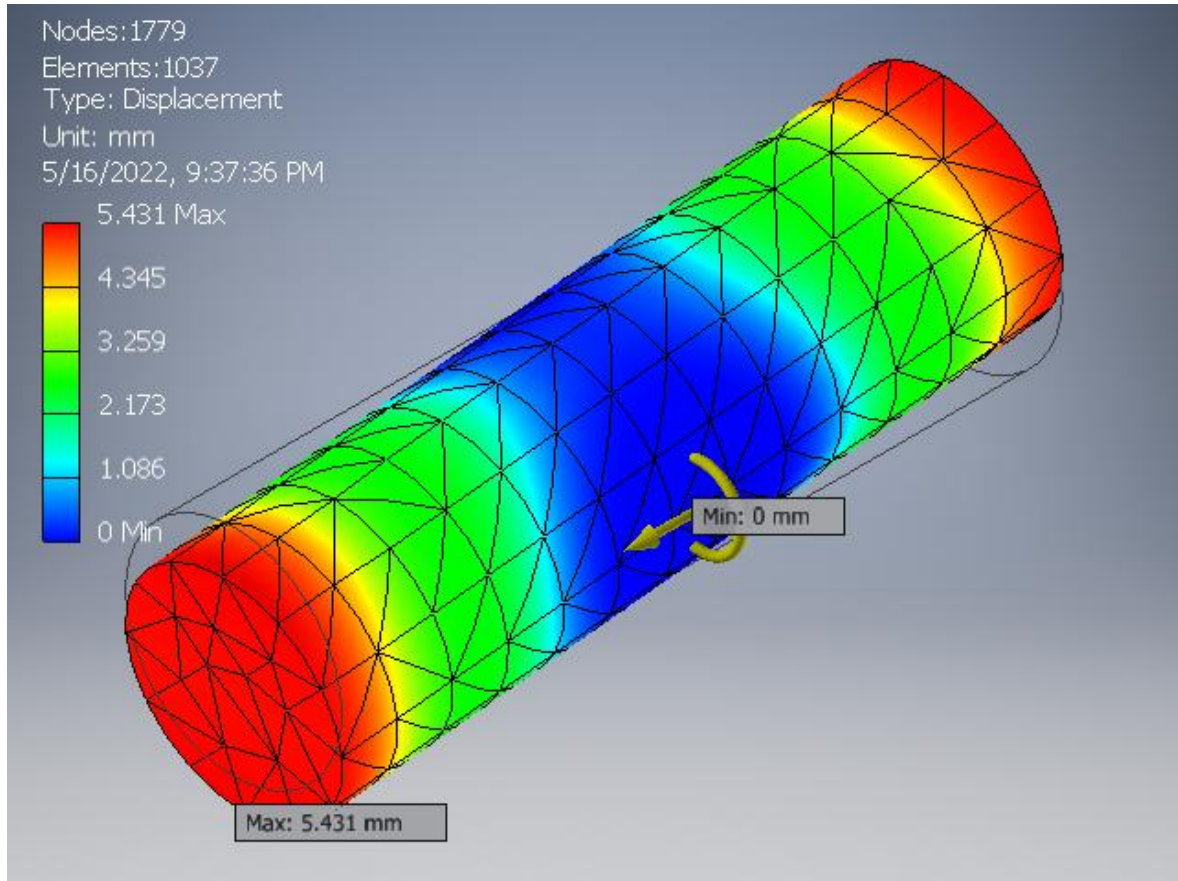 Nodes:1779
Elements:1037
Type: Displacement
Unit: mm
5/16/2022, 9:37:36 PM
5.431 Max
4.345
3.259
2.173
1.086
0 Min
Min: 0 mm
Max: 5.431 mm